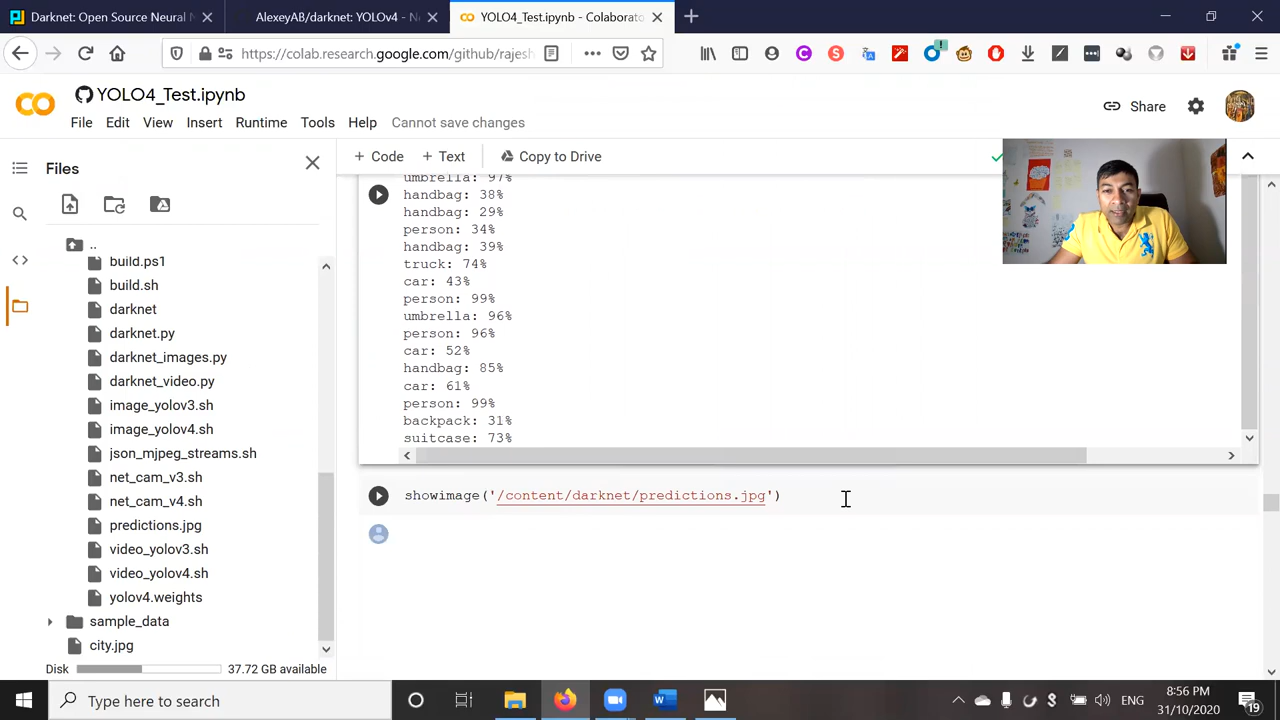 Darknet: Open Source Neural N
AlexeyAB/darknet: YOLOv4 - Ne
YOLO4_Test.ipynb - Colaborato
https://colab.research.google.com/github/rajesh
YOLO4_Test.ipynb
File Edit View Insert Runtime Tools Help Cannot save changes
Share
Files
+ Code + Text Copy to Drive
..
build.ps1
build.sh
darknet
darknet.py
darknet_images.py
darknet_video.py
image_yolov3.sh
image_yolov4.sh
json_mjpeg_streams.sh
net_cam_v3.sh
net_cam_v4.sh
predictions.jpg
video_yolov3.sh
video_yolov4.sh
yolov4.weights
sample_data
city.jpg
Disk 37.72 GB available
umbrella: 97%
handbag: 38%
handbag: 29%
person: 34%
handbag: 39%
truck: 74%
car: 43%
person: 99%
umbrella: 96%
person: 96%
car: 52%
handbag: 85%
car: 61%
person: 99%
backpack: 31%
suitcase: 73%
showimage('/content/darknet/predictions.jpg')
Type here to search
ENG
8:56 PM
31/10/2020
19